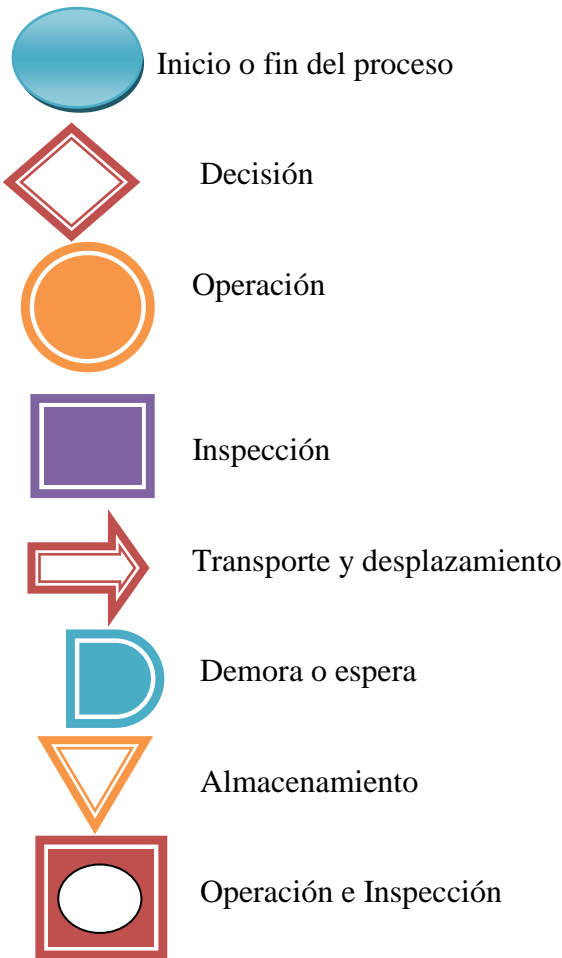 Inicio o fin del proceso
Decisión
Operación
Inspección
Transporte y desplazamiento
Demora o espera
Almacenamiento
Operación e Inspección